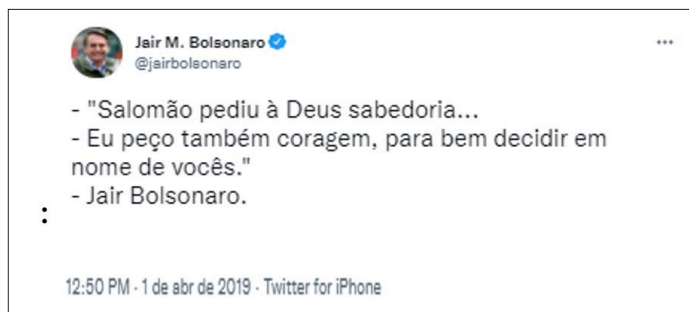 Jair M. Bolsonaro
@jairbolsonaro
- "Salomão pediu à Deus sabedoria...
- Eu peço também coragem, para bem decidir em
nome de vocês."
- Jair Bolsonaro.
:
12:50 PM · 1 de abr de 2019 · Twitter for iPhone